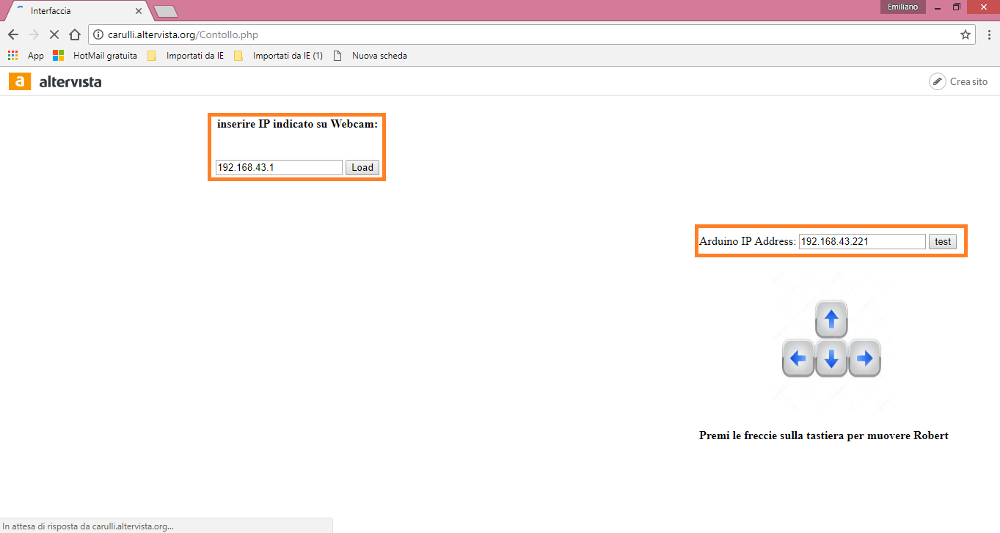 Interfaccia
Emiliano
carulli.altervista.org/Contollo.php
App HotMail gratuita Importati da IE Importati da IE (1) Nuova scheda
a altervista
Crea sito
inserire IP indicato su Webcam:
192.168.43.1 Load
Arduino IP Address: 192.168.43.221 test
Premi le freccie sulla tastiera per muovere Robert
In attesa di risposta da carulli.altervista.org...